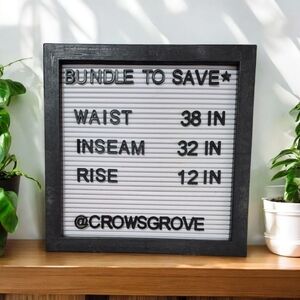 BUNDLE TO SAVE★
WAIST 38 IN
INSEAM 32 IN
RISE 12 IN
@CROWSGROVE